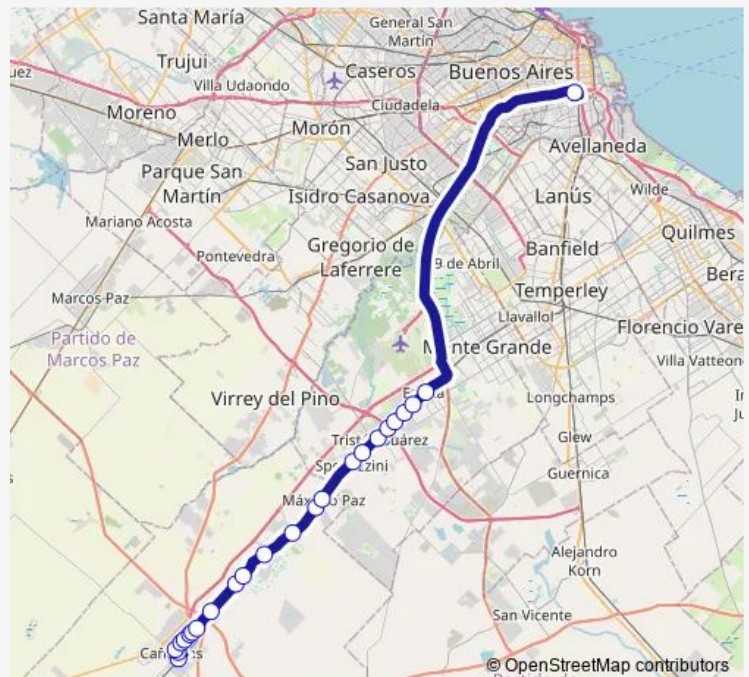 Santa María
General San
Martín
Trujui
Caseros
Buenos Aires
Villa Udaondo
Ciudadela
Moreno
Morón
Merlo
Avellaneda
San Justo
Parque San
Martín
Wilde
Isidro Casanova
Lanús
Mariano Acosta
Quilmes
Gregorio de
Laferrere
Banfield
9 de Abril
Pontevedra
Bera
Temperley
Marcos Paz
Llavallol
Florencio Vare
Partido de
Marcos Paz
Monte Grande
Villa Vatteon
Virrey del Pino
Longchamps
Glew
Guernica
Alejandro
Korn
San Vicente
© OpenStreetMap contributors